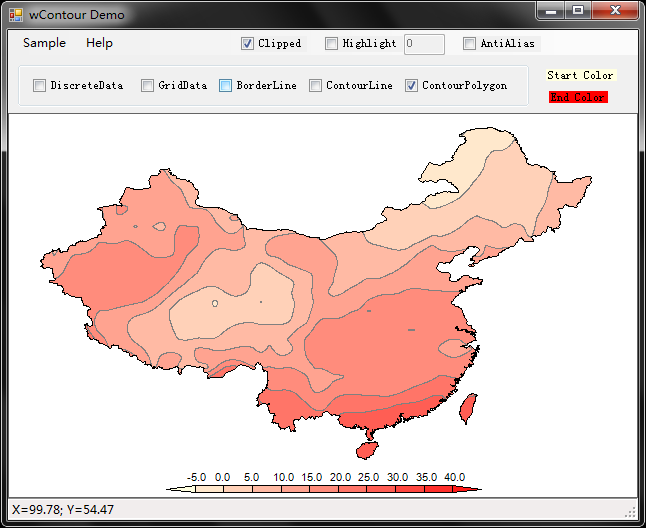 wContour Demo
Sample Help Clipped Highlight 0 AntiAlias
DiscreteData GridData BorderLine ContourLine ContourPolygon
Start Color
End Color
-5.0 0.0 5.0 10.0 15.0 20.0 25.0 30.0 35.0 40.0
X=99.78; Y=54.47